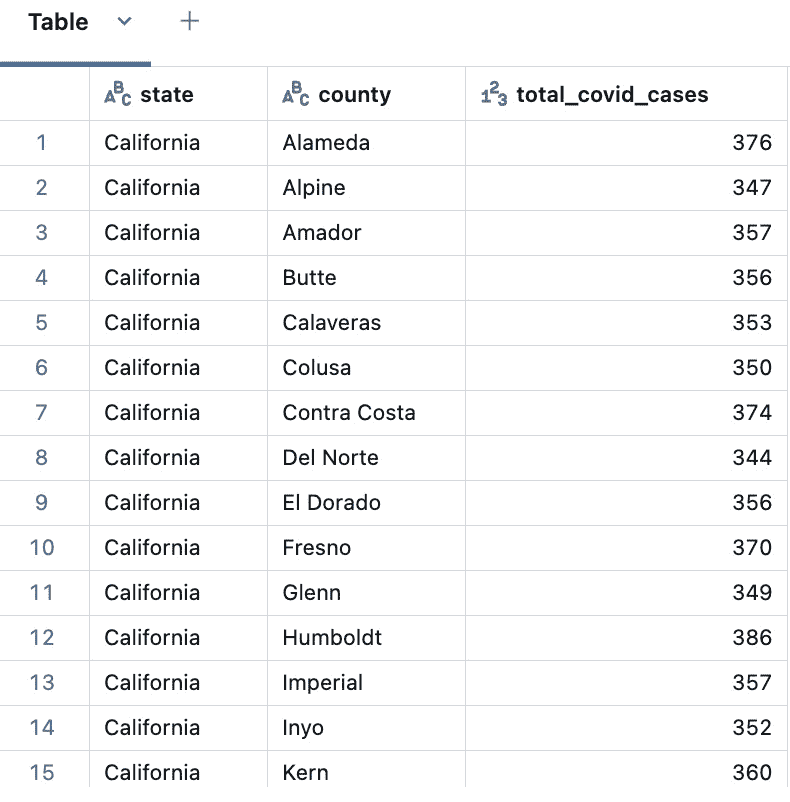 Table
ABC state ABC county 123 total_covid_cases
1 California Alameda 376
2 California Alpine 347
3 California Amador 357
4 California Butte 356
5 California Calaveras 353
6 California Colusa 350
7 California Contra Costa 374
8 California Del Norte 344
9 California El Dorado 356
10 California Fresno 370
11 California Glenn 349
12 California Humboldt 386
13 California Imperial 357
14 California Inyo 352
15 California Kern 360